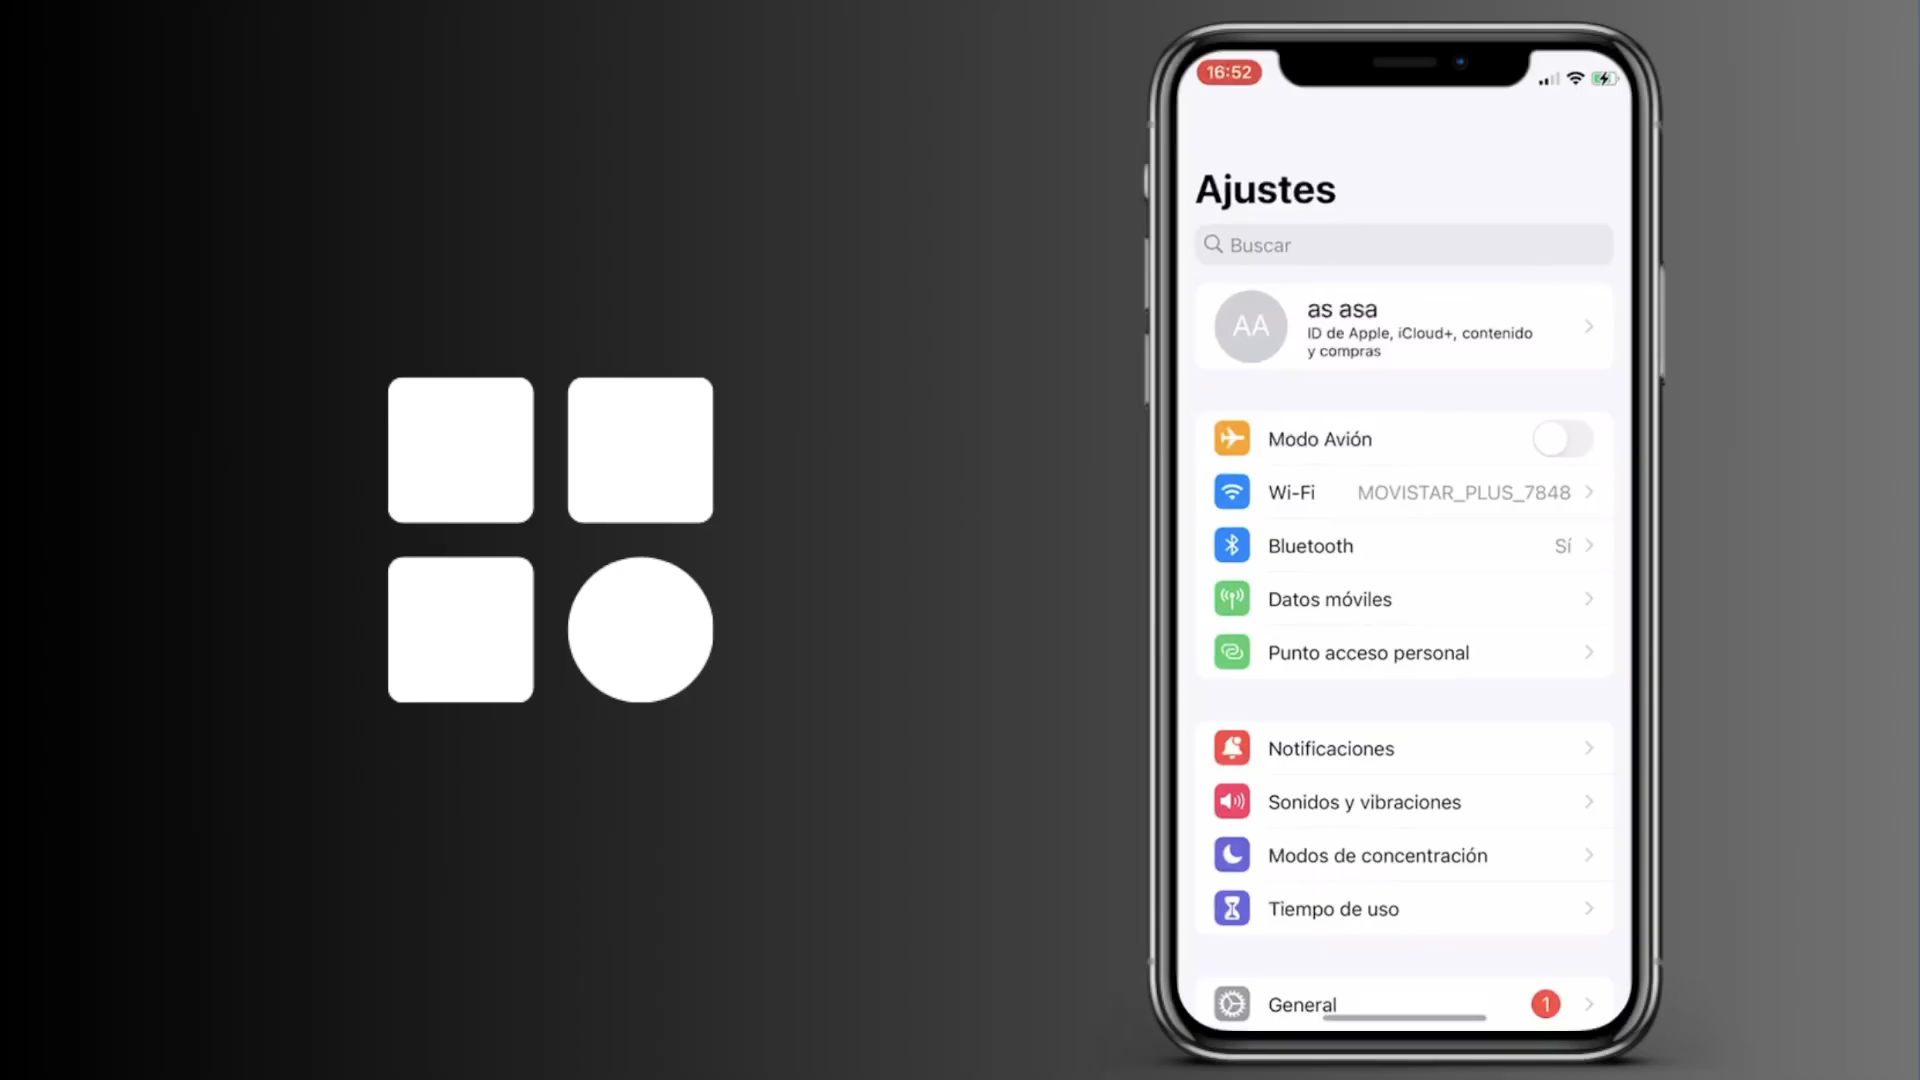 16:52
Ajustes
Buscar
AA
as asa
ID de Apple, iCloud+, contenido
y compras
Modo Avión
Wi-Fi MOVISTAR_PLUS_7848
Bluetooth Sí
Datos móviles
Punto acceso personal
Notificaciones
Sonidos y vibraciones
Modos de concentración
Tiempo de uso
General 1